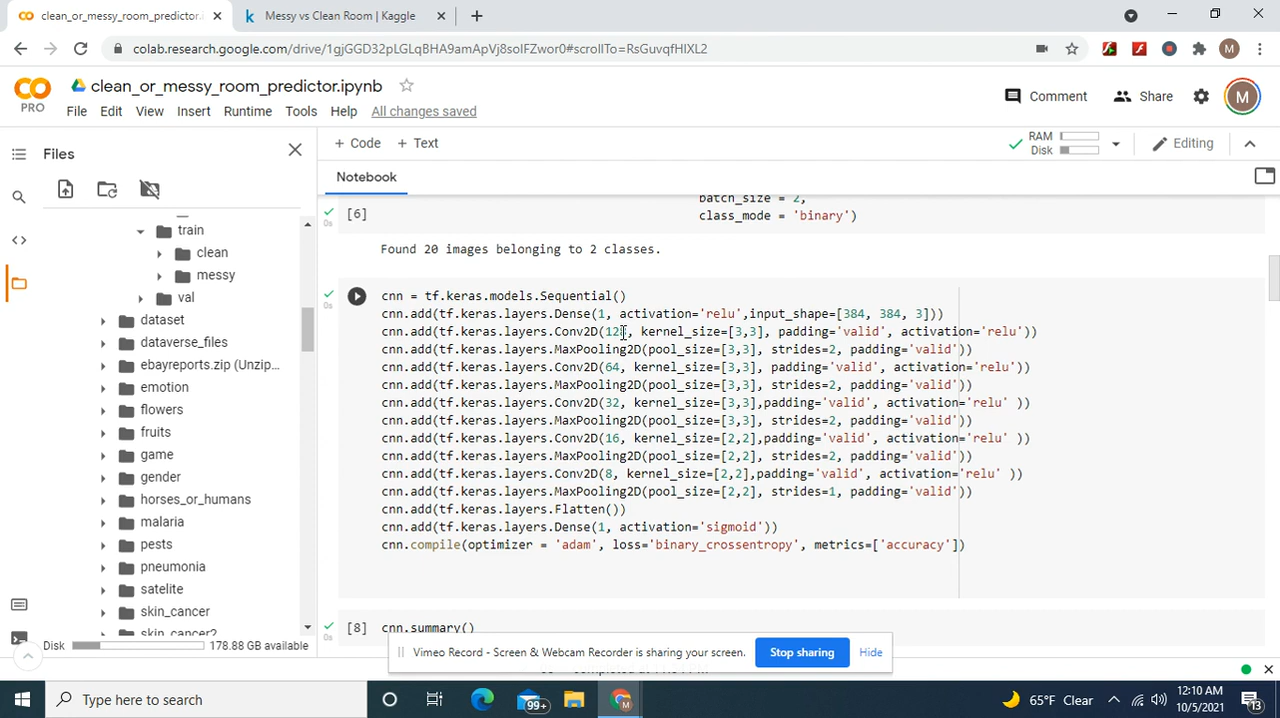 clean_or_messy_room_predictor.ip
Messy vs Clean Room | Kaggle
colab.research.google.com/drive/1gjGGD32pLGLqBHA9amApVj8soIFZwor0#scrollTo=RsGuvqfHIXL2
M
PRO
clean_or_messy_room_predictor.ipynb
File Edit View Insert Runtime Tools Help All changes saved
Comment Share M
Files
+ Code + Text
RAM
Disk
Editing
Notebook
train
clean
messy
val
dataset
dataverse_files
ebayreports.zip (Unzip...
emotion
flowers
fruits
game
gender
horses_or_humans
malaria
pests
pneumonia
satelite
skin_cancer
skin_cancer2
Disk 178.88 GB available
batch_size = 2,
[6] class_mode = 'binary')
0s
Found 20 images belonging to 2 classes.
0s
cnn = tf.keras.models.Sequential()
cnn.add(tf.keras.layers.Dense(1, activation='relu',input_shape=[384, 384, 3]))
cnn.add(tf.keras.layers.Conv2D(128, kernel_size=[3,3], padding='valid', activation='relu'))
cnn.add(tf.keras.layers.MaxPooling2D(pool_size=[3,3], strides=2, padding='valid'))
cnn.add(tf.keras.layers.Conv2D(64, kernel_size=[3,3], padding='valid', activation='relu'))
cnn.add(tf.keras.layers.MaxPooling2D(pool_size=[3,3], strides=2, padding='valid'))
cnn.add(tf.keras.layers.Conv2D(32, kernel_size=[3,3],padding='valid', activation='relu' ))
cnn.add(tf.keras.layers.MaxPooling2D(pool_size=[3,3], strides=2, padding='valid'))
cnn.add(tf.keras.layers.Conv2D(16, kernel_size=[2,2],padding='valid', activation='relu' ))
cnn.add(tf.keras.layers.MaxPooling2D(pool_size=[2,2], strides=2, padding='valid'))
cnn.add(tf.keras.layers.Conv2D(8, kernel_size=[2,2],padding='valid', activation='relu' ))
cnn.add(tf.keras.layers.MaxPooling2D(pool_size=[2,2], strides=1, padding='valid'))
cnn.add(tf.keras.layers.Flatten())
cnn.add(tf.keras.layers.Dense(1, activation='sigmoid'))
cnn.compile(optimizer = 'adam', loss='binary_crossentropy', metrics=['accuracy'])
[8] cnn.summary()
0s
Vimeo Record - Screen & Webcam Recorder is sharing your screen. Stop sharing Hide
Type here to search
99+
65°F Clear
12:10 AM
10/5/2021
13